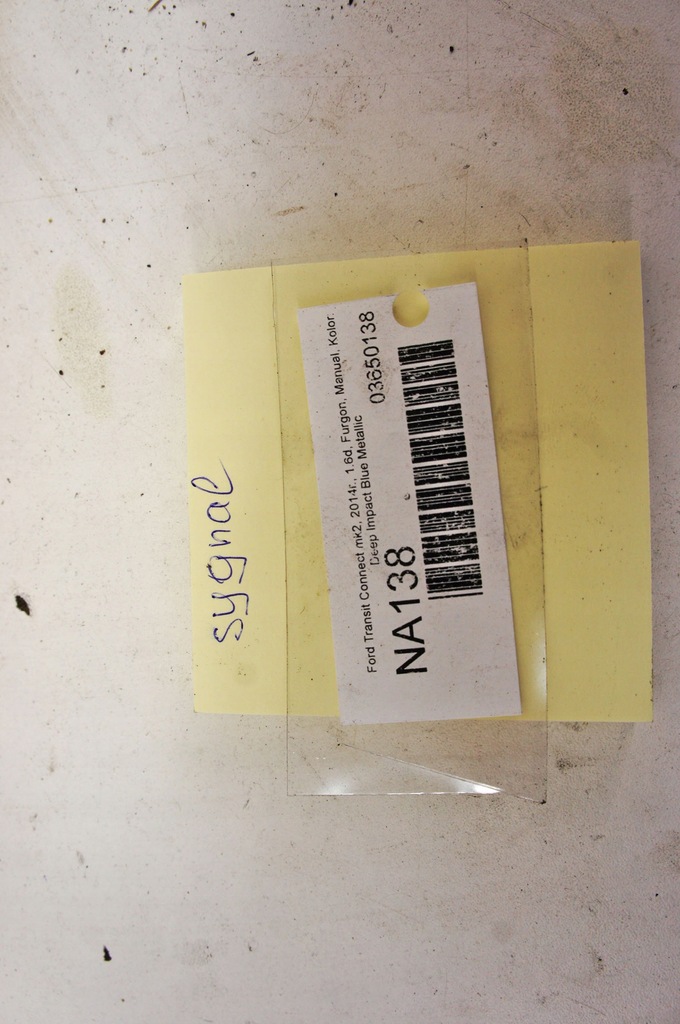 sygnal
Ford Transit Connect mk2, 2014r., 1.6d, Furgon, Manual, Kolor:
Deep Impact Blue Metallic
03650138
NA138